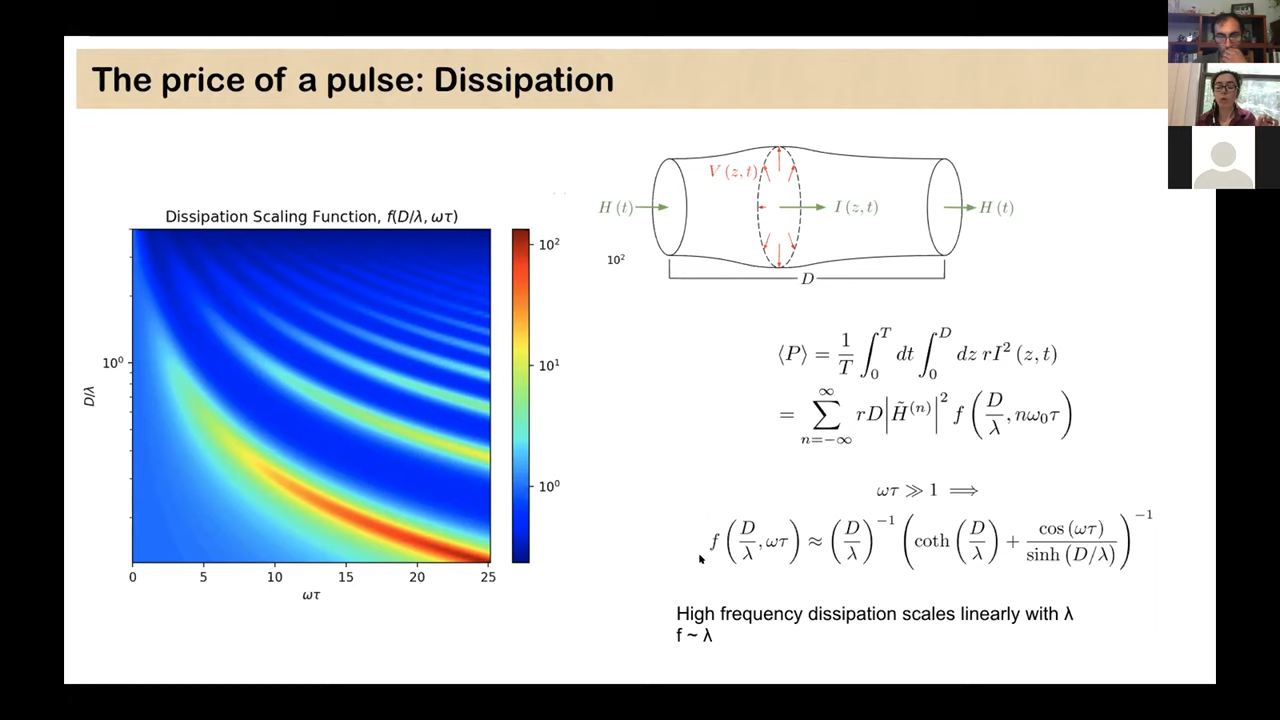 The price of a pulse: Dissipation
V (z, t)
H (t)
I (z, t)
H (t)
10²
D
Dissipation Scaling Function, f(D/λ, ωτ)
10²
10¹
10⁰
10⁰
D/λ
0 5 10 15 20 25
ωτ
⟨P⟩ = 1/T ∫₀ᵀ dt ∫₀ᴰ dz rI² (z, t)
= ∑ₙ₌₋∞^∞ rD|H̃⁽ⁿ⁾|² f (D/λ, nω₀τ)
ωτ ≫ 1 ⟹
f (D/λ, ωτ) ≈ (D/λ)⁻¹ (coth (D/λ) + cos (ωτ)/sinh (D/λ))⁻¹
High frequency dissipation scales linearly with λ
f ~ λ